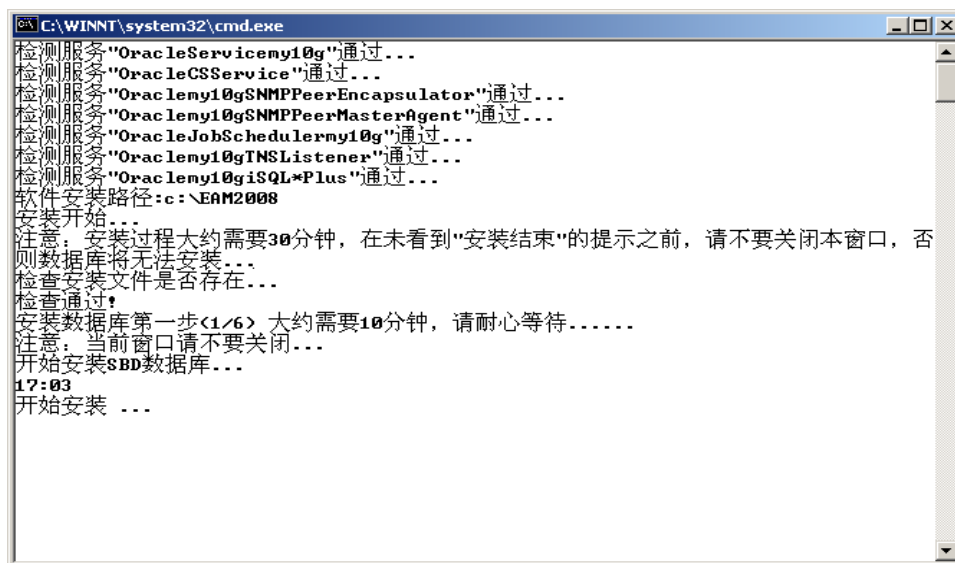 C:\WINNT\system32\cmd.exe
检测服务"OracleServicemy10g"通过...
检测服务"OracleCSService"通过...
检测服务"Oraclemy10gSNMPPeerEncapsulator"通过...
检测服务"Oraclemy10gSNMPPeerMasterAgent"通过...
检测服务"OracleJobSchedulermy10g"通过...
检测服务"Oraclemy10gTNSListener"通过...
检测服务"Oraclemy10giSQL*Plus"通过...
软件安装路径:c:\EAM2008
安装开始...
注意：安装过程大约需要30分钟，在未看到"安装结束"的提示之前，请不要关闭本窗口，否
则数据库将无法安装...
检查安装文件是否存在...
检查通过!
安装数据库第一步<1/6> 大约需要10分钟，请耐心等待......
注意：当前窗口请不要关闭...
开始安装SBD数据库...
17:03
开始安装 ...